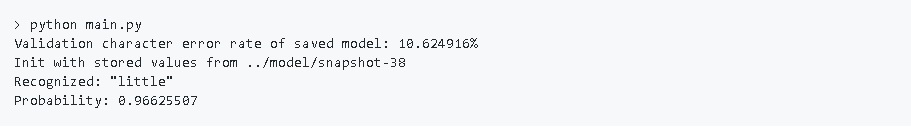 > python main.py
Validation character error rate of saved model: 10.624916%
Init with stored values from ../model/snapshot-38
Recognized: "little"
Probability: 0.96625507